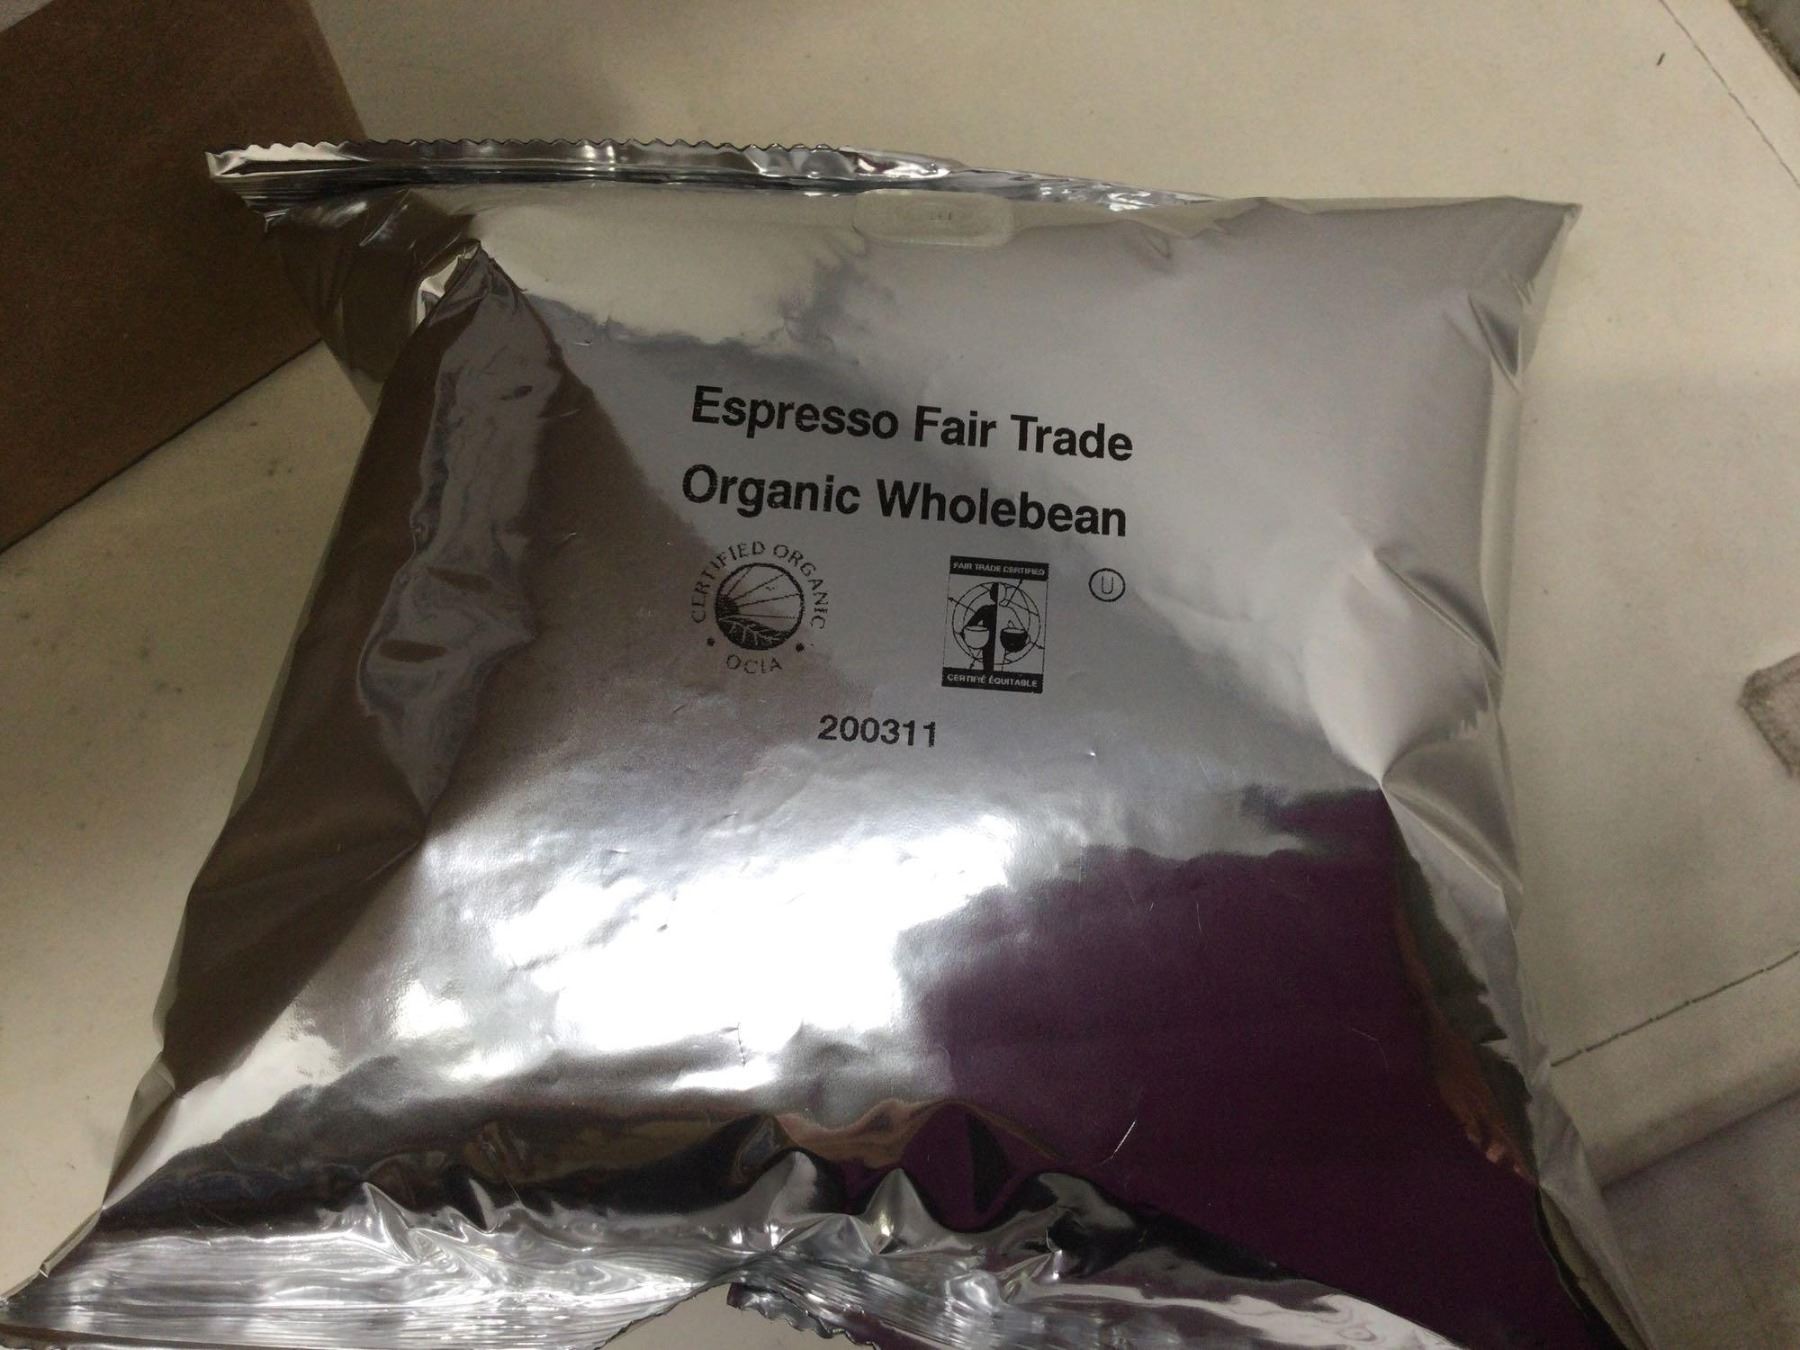 Espresso Fair Trade
Organic Wholebean
CERTIFIED ORGANIC
OCIA
FAIR TRADE CERTIFIED
CERTIFIÉ ÉQUITABLE
U
200311